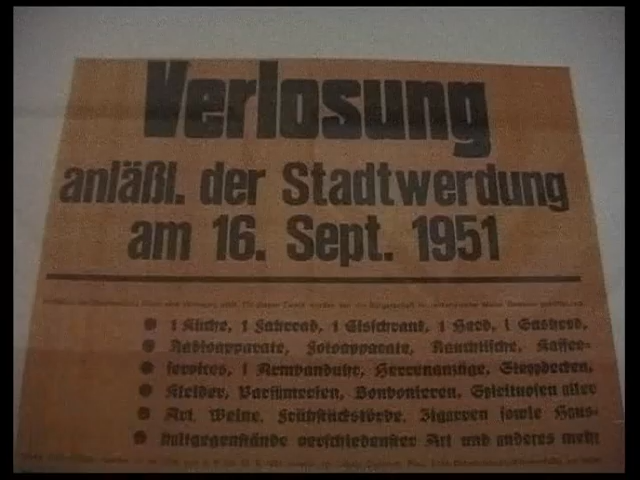 Verlosung
anläßl. der Stadtwerdung
am 16. Sept. 1951
1 Küche, 1 Fahrrad, 1 Eisschrank, 1 Herd, 1 Gasherd,
Radioapparate, Fotoapparate, Rauchtische, Kaffee-
services, 1 Armbanduhr, Herrenanzüge, Steppdecken,
Kleider, Parfümerien, Bonbonieren, Spirituosen aller
Art, Weine, Frühstückskörbe, Zigarren sowie Haus-
haltgegenstände verschiedenster Art und anderes mehr